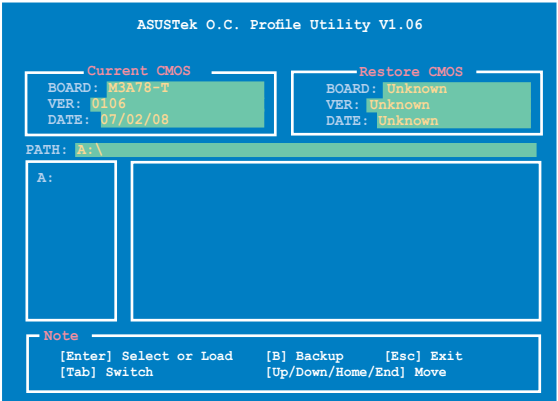 ASUSTek O.C. Profile Utility V1.06
Current CMOS
BOARD: M3A78-T
VER: 0106
DATE: 07/02/08
Restore CMOS
BOARD: Unknown
VER: Unknown
DATE: Unknown
PATH: A:\
A:
Note
[Enter] Select or Load [B] Backup [Esc] Exit
[Tab] Switch [Up/Down/Home/End] Move